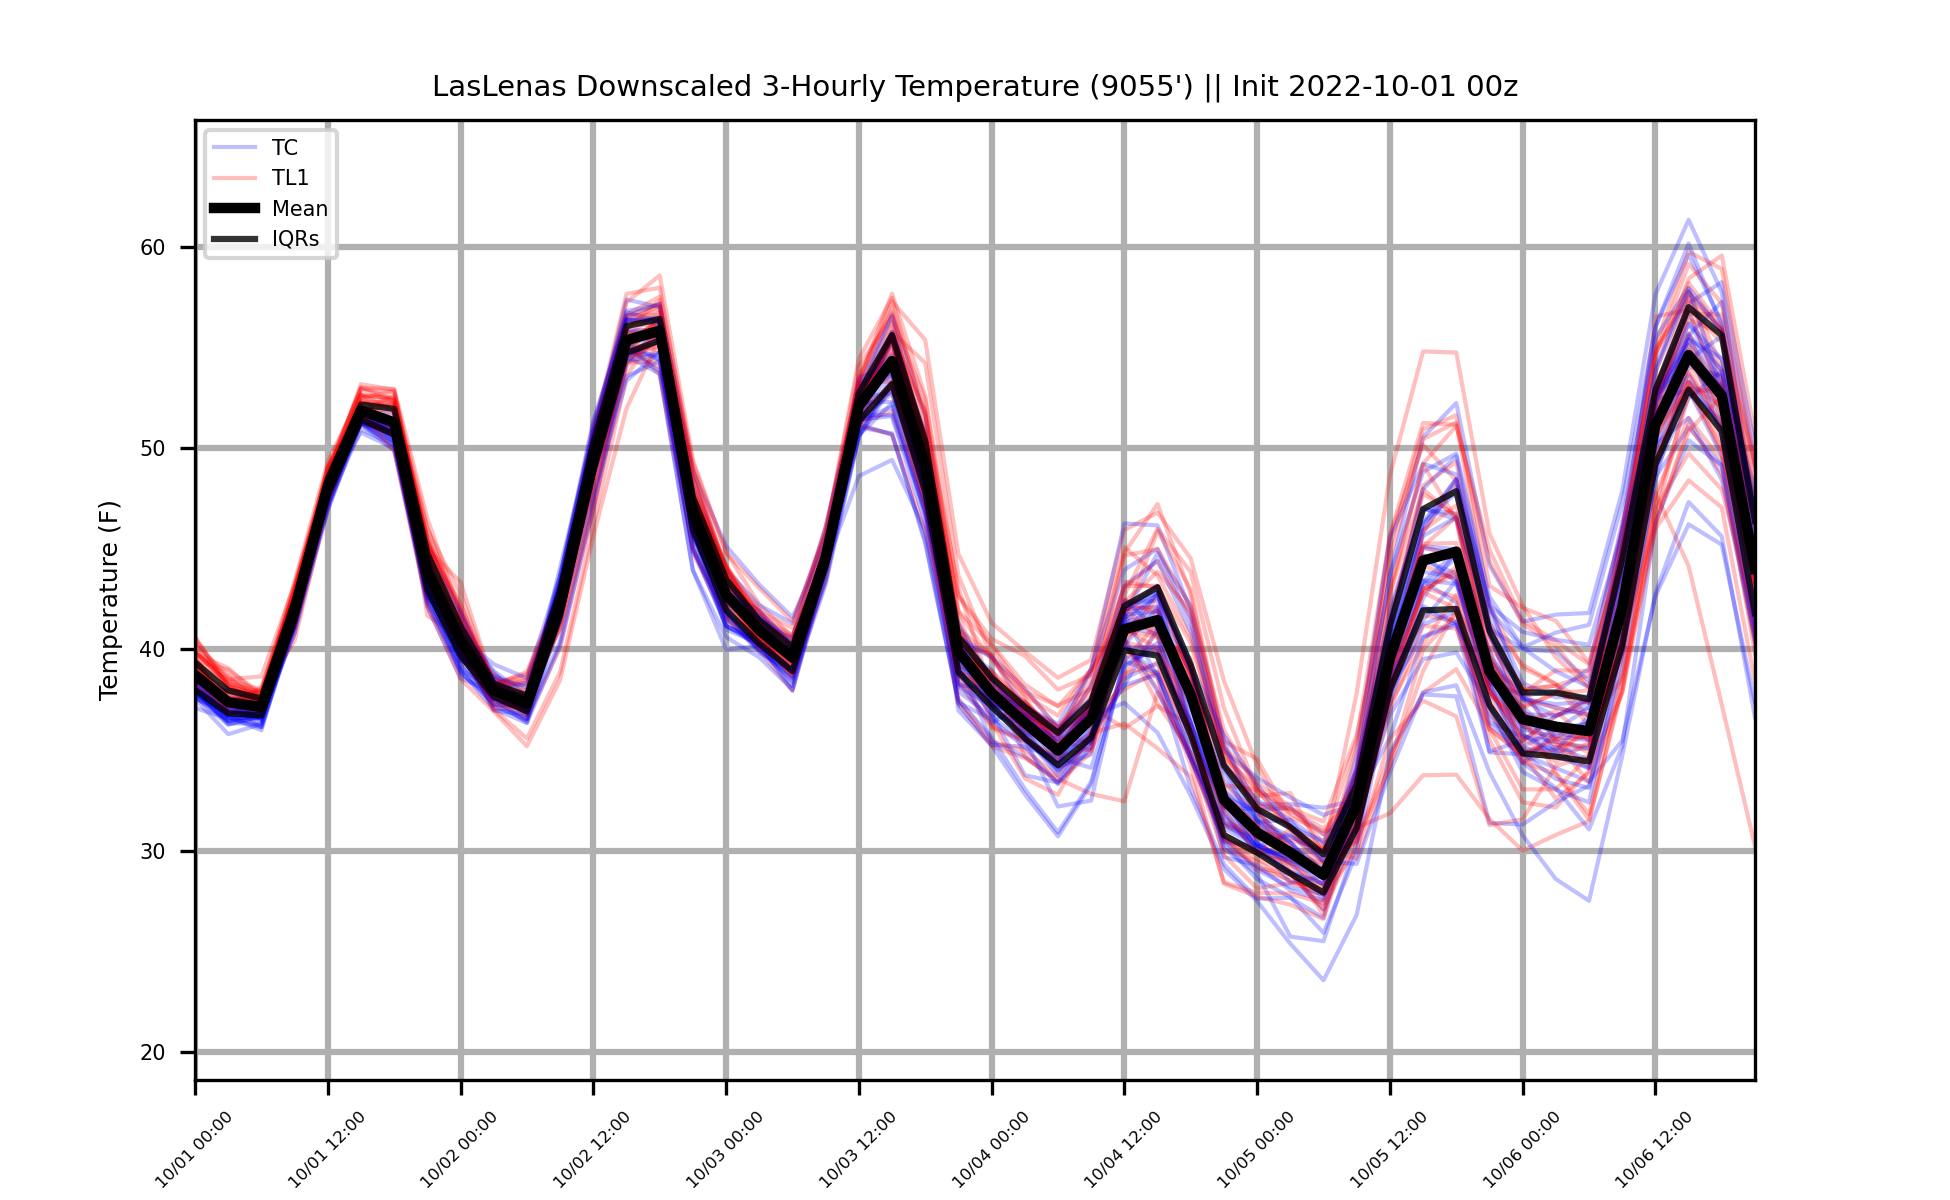 LasLenas Downscaled 3-Hourly Temperature (9055') || Init 2022-10-01 00z
TC
TL1
Mean
IQRs
Temperature (F)
60
50
40
30
20
10/01 00:00
10/01 12:00
10/02 00:00
10/02 12:00
10/03 00:00
10/03 12:00
10/04 00:00
10/04 12:00
10/05 00:00
10/05 12:00
10/06 00:00
10/06 12:00